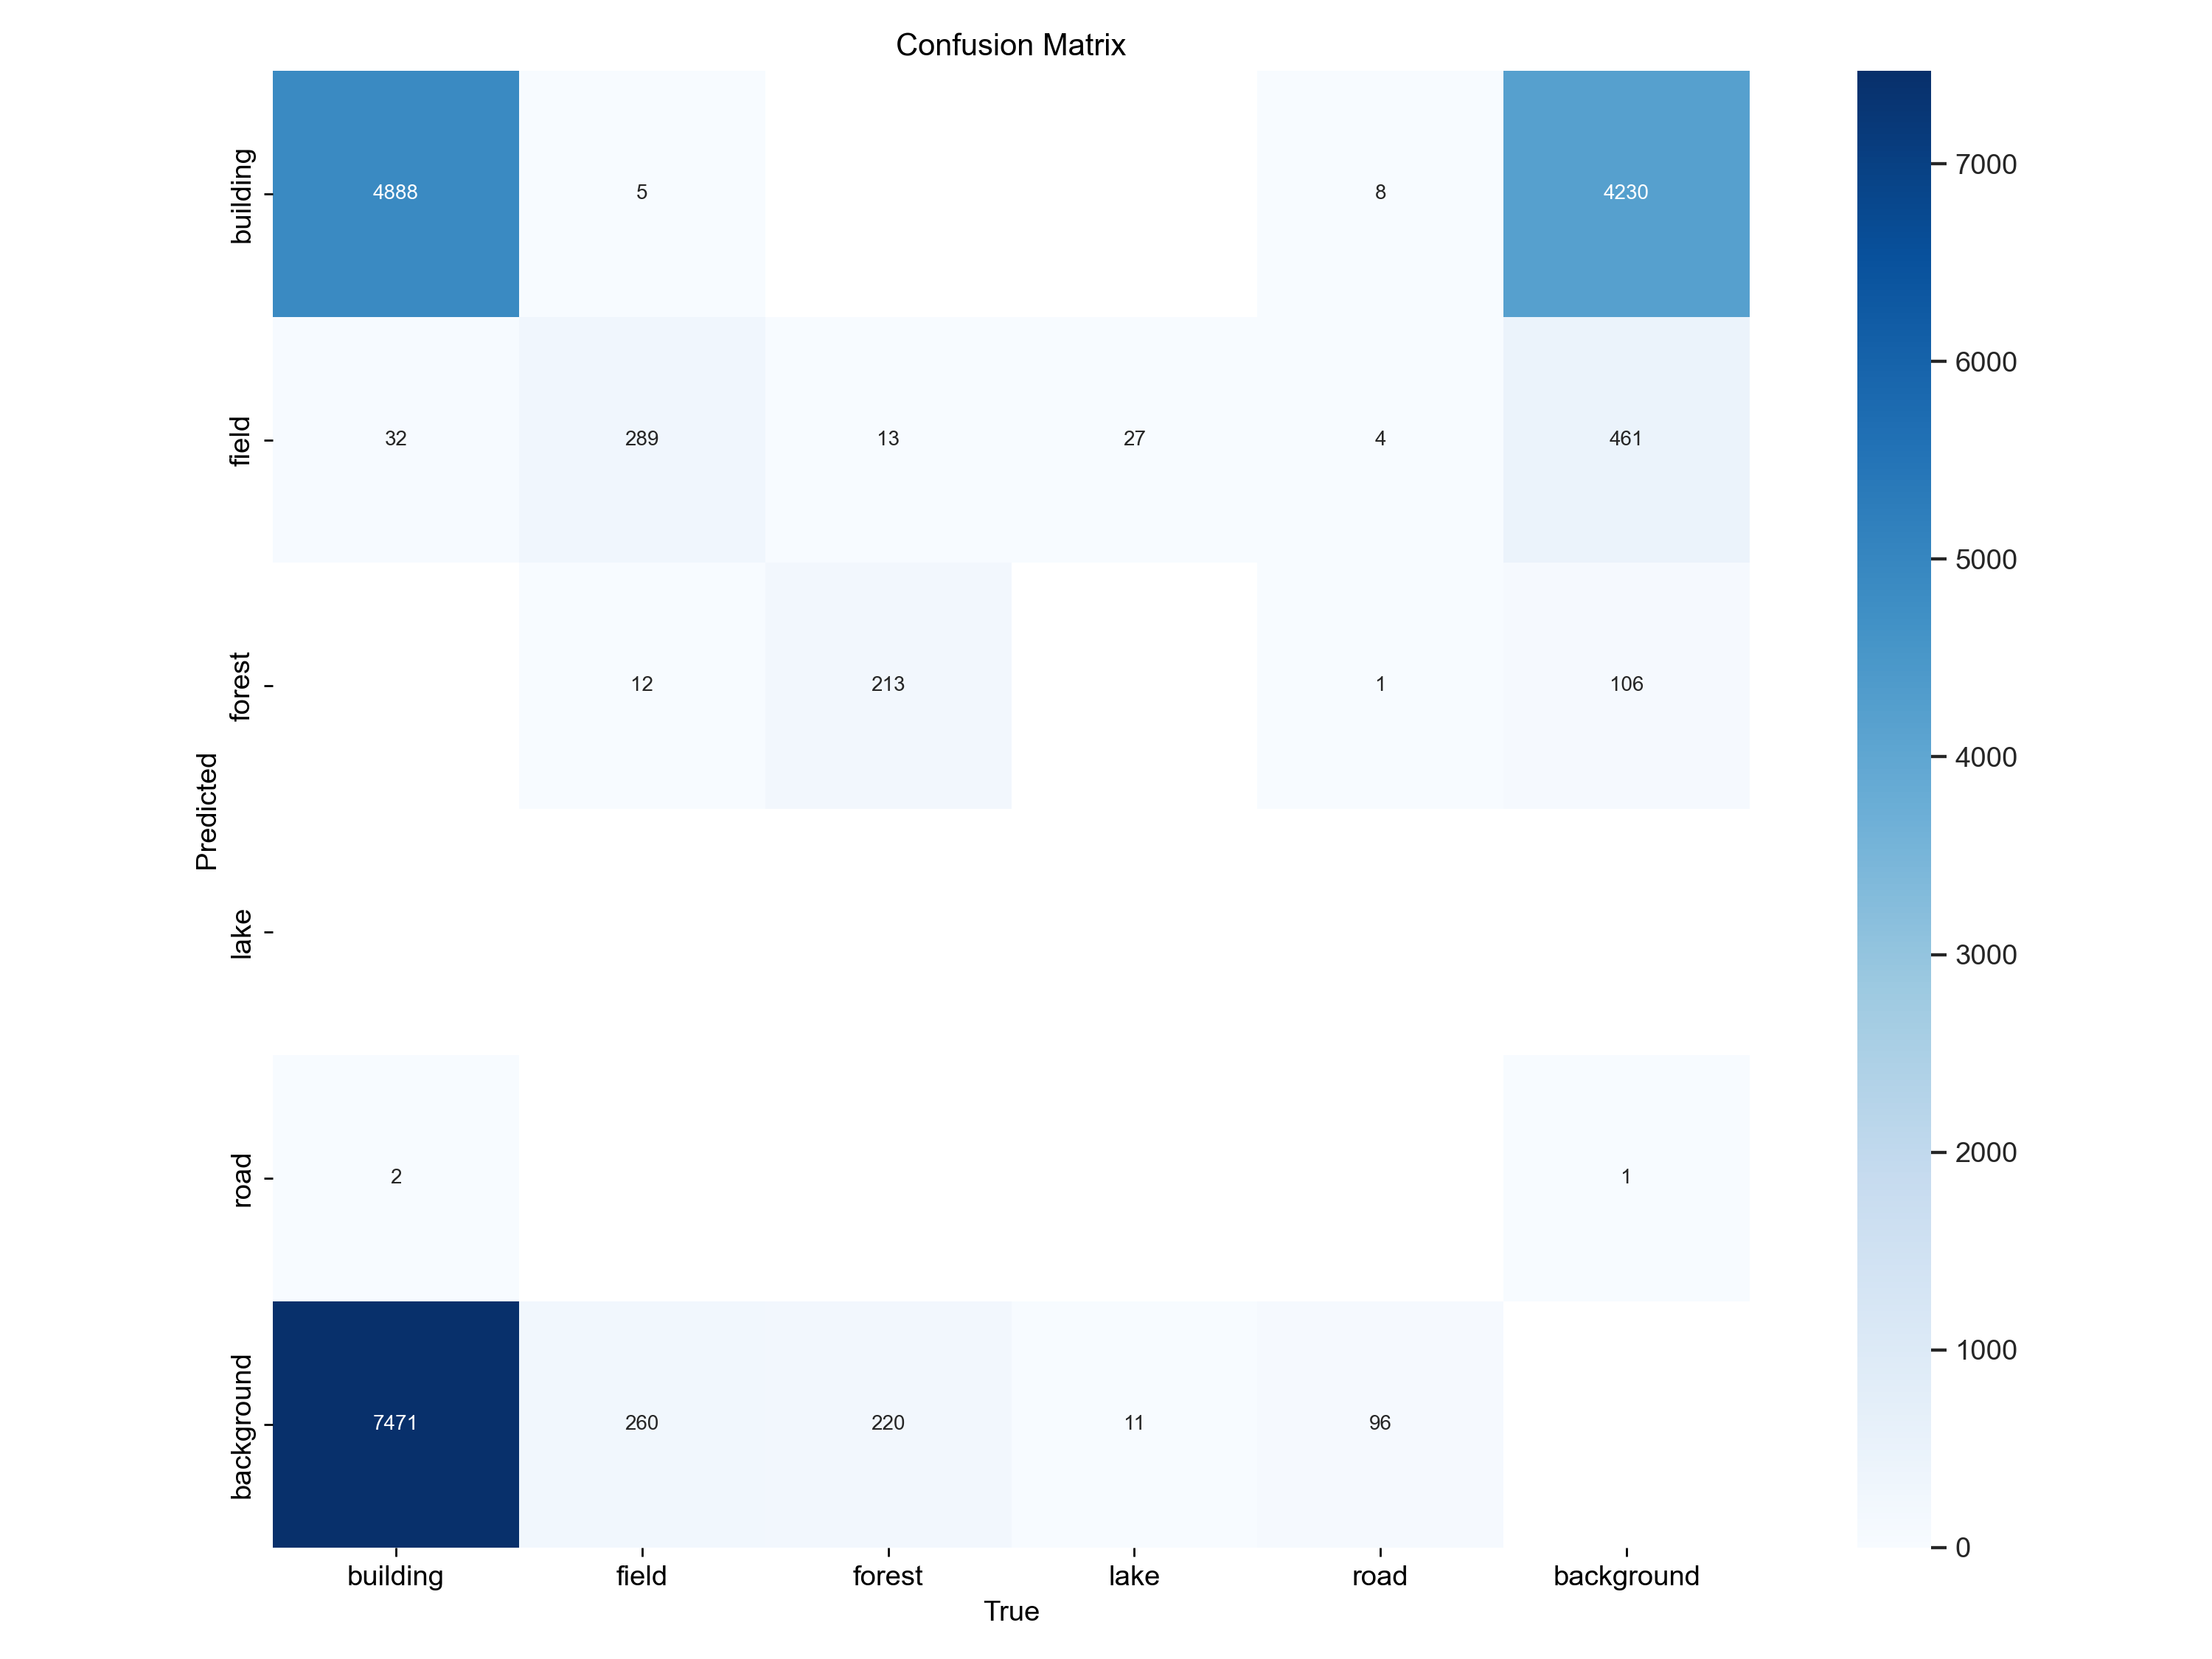 Confusion Matrix
building
4888
5
8
4230
field
32
289
13
27
4
461
forest
12
213
1
106
lake
road
2
1
background
7471
260
220
11
96
building
field
forest
lake
road
background
True
Predicted
7000
6000
5000
4000
3000
2000
1000
0